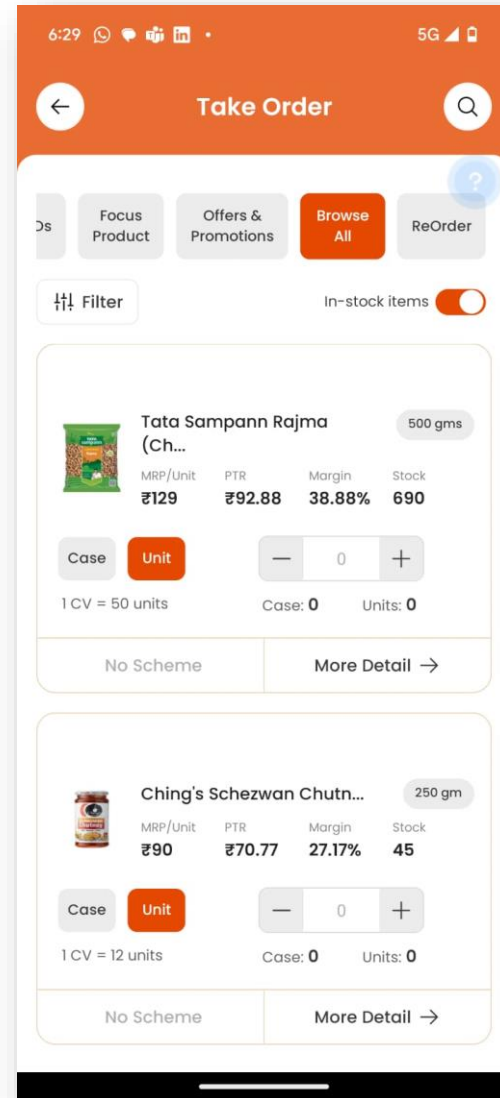 6:29
5G
Take Order
?
Os
Focus
Product
Offers &
Promotions
Browse
All
ReOrder
Filter
In-stock items
Tata Sampann Rajma
(Ch...
500 gms
MRP/Unit PTR Margin Stock
₹129 ₹92.88 38.88% 690
Case Unit
0
1 CV = 50 units
Case: 0 Units: 0
No Scheme
More Detail →
Ching's Schezwan Chutn...
250 gm
MRP/Unit PTR Margin Stock
₹90 ₹70.77 27.17% 45
Case Unit
0
1 CV = 12 units
Case: 0 Units: 0
No Scheme
More Detail →